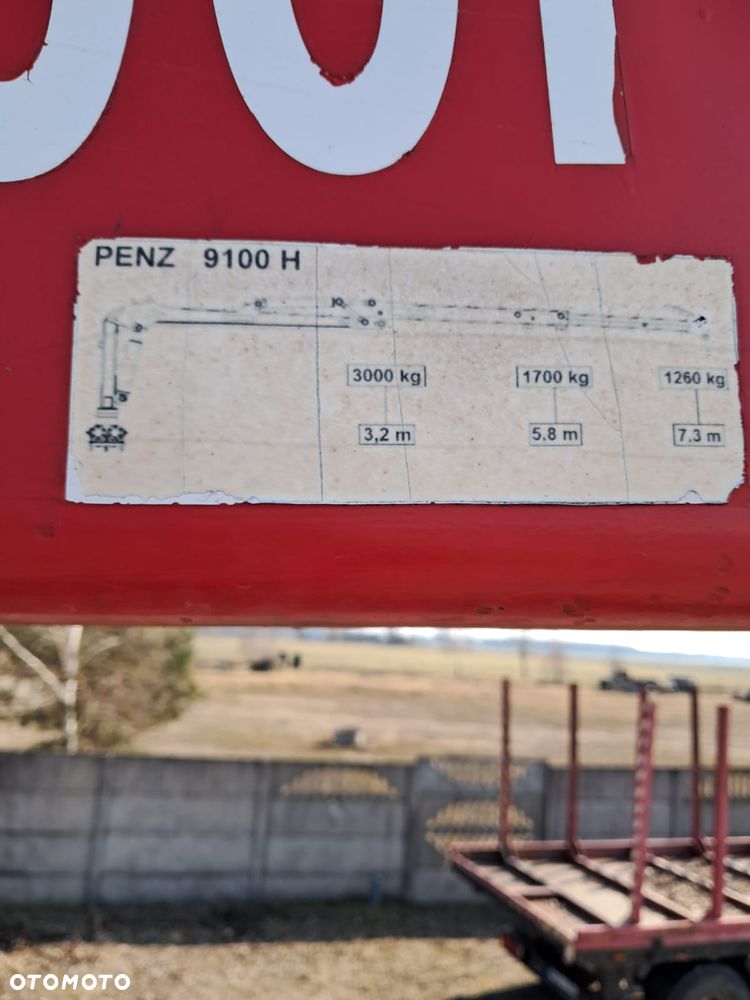 PENZ 9100 H
3000 kg 1700 kg 1260 kg
3,2 m 5,8 m 7,3 m
OTOMOTO